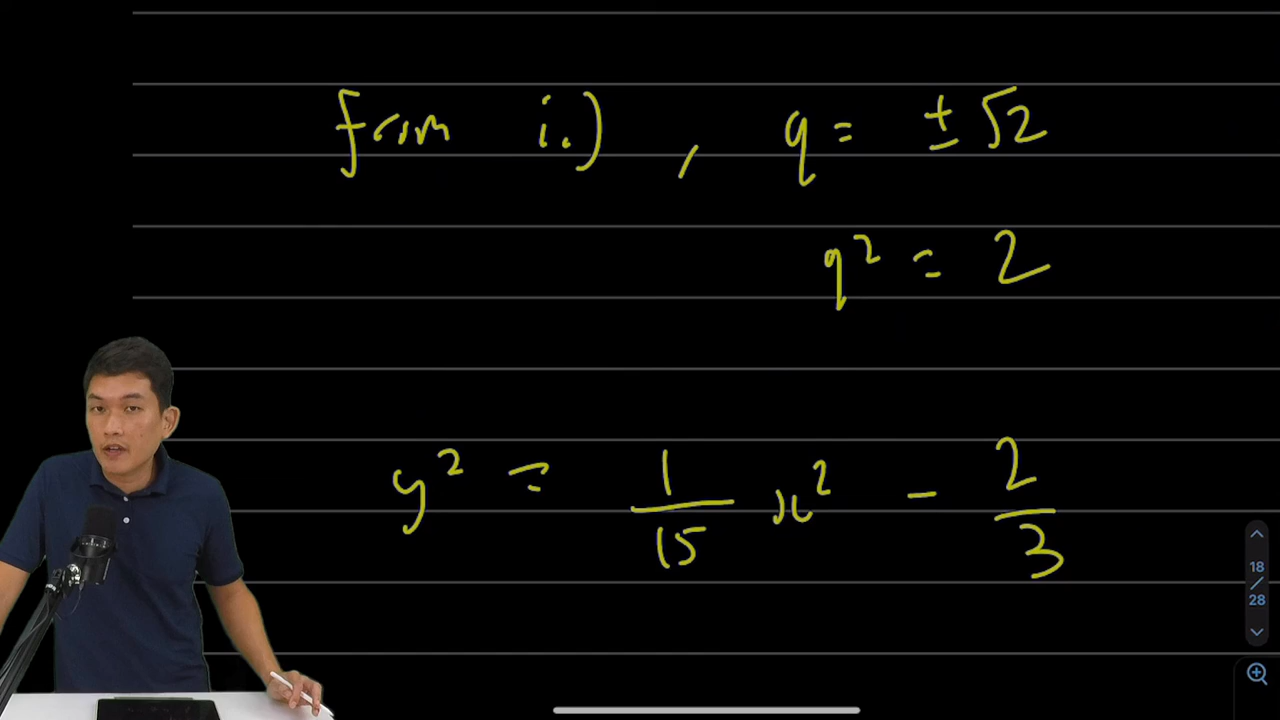 from i.) , q = ± √2
q² = 2
y² = 1/15 x² - 2/3
18
/
28